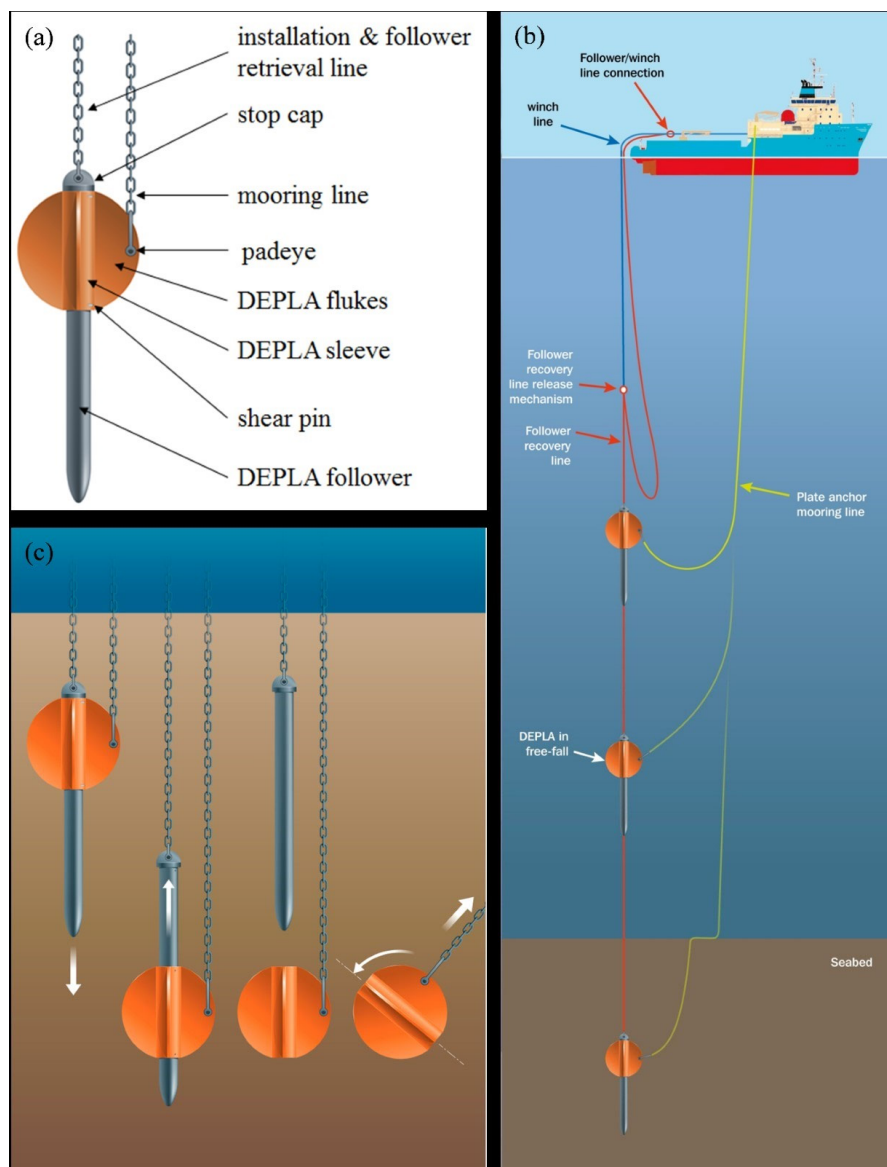 (a)
installation & follower
retrieval line
stop cap
mooring line
padeye
DEPLA flukes
DEPLA sleeve
shear pin
DEPLA follower
(b)
Follower/winch
line connection
winch
line
Follower
recovery
line release
mechanism
Follower
recovery
line
Plate anchor
mooring line
DEPLA in
free-fall
Seabed
(c)